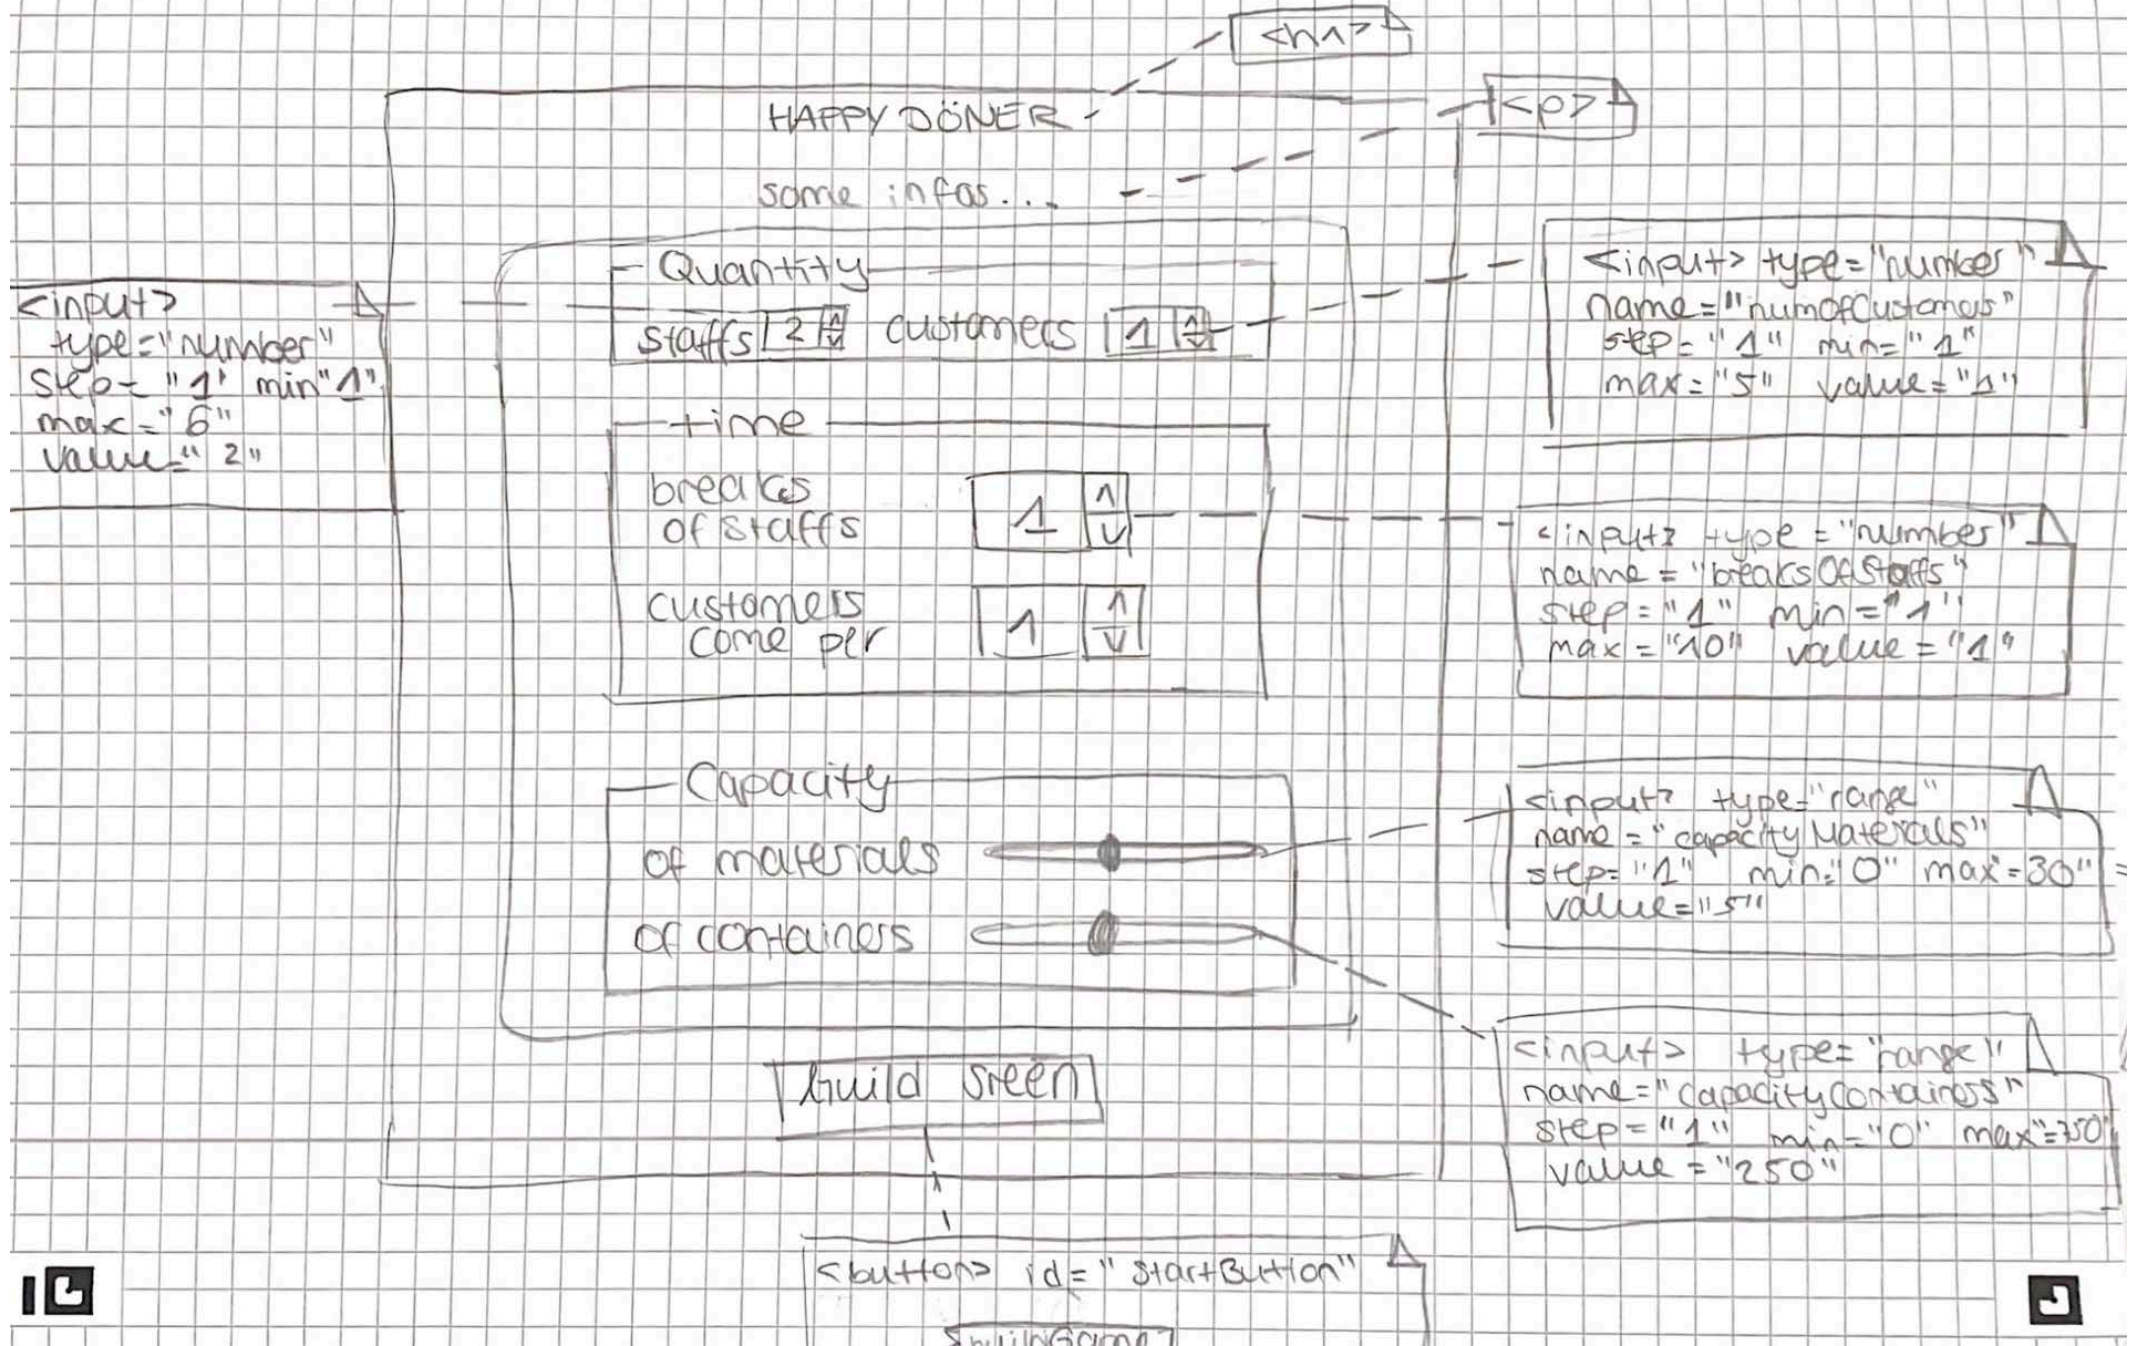 <h1>
<p>
HAPPY DÖNER
some infos...
Quantity
staffs 2 customers 1
time
breaks
of staffs
1
customers
come per
1
Capacity
of materials
of containers
build sreen
<input>
type="number"
step="1" min"1"
max="6"
value="2"
<input> type="number"
name="numOfCustomers"
step="1" min="1"
max="5" value="1"
<input> type="number"
name="breaksOfStaffs"
step="1" min="1"
max="10" value="1"
<input> type="range"
name="capacityMaterials"
step="1" min="0" max=30"
value="5"
<input> type="range"
name="capacityContainers"
step="1" min="0" max"=350
value="250"
<button> id="startButton"